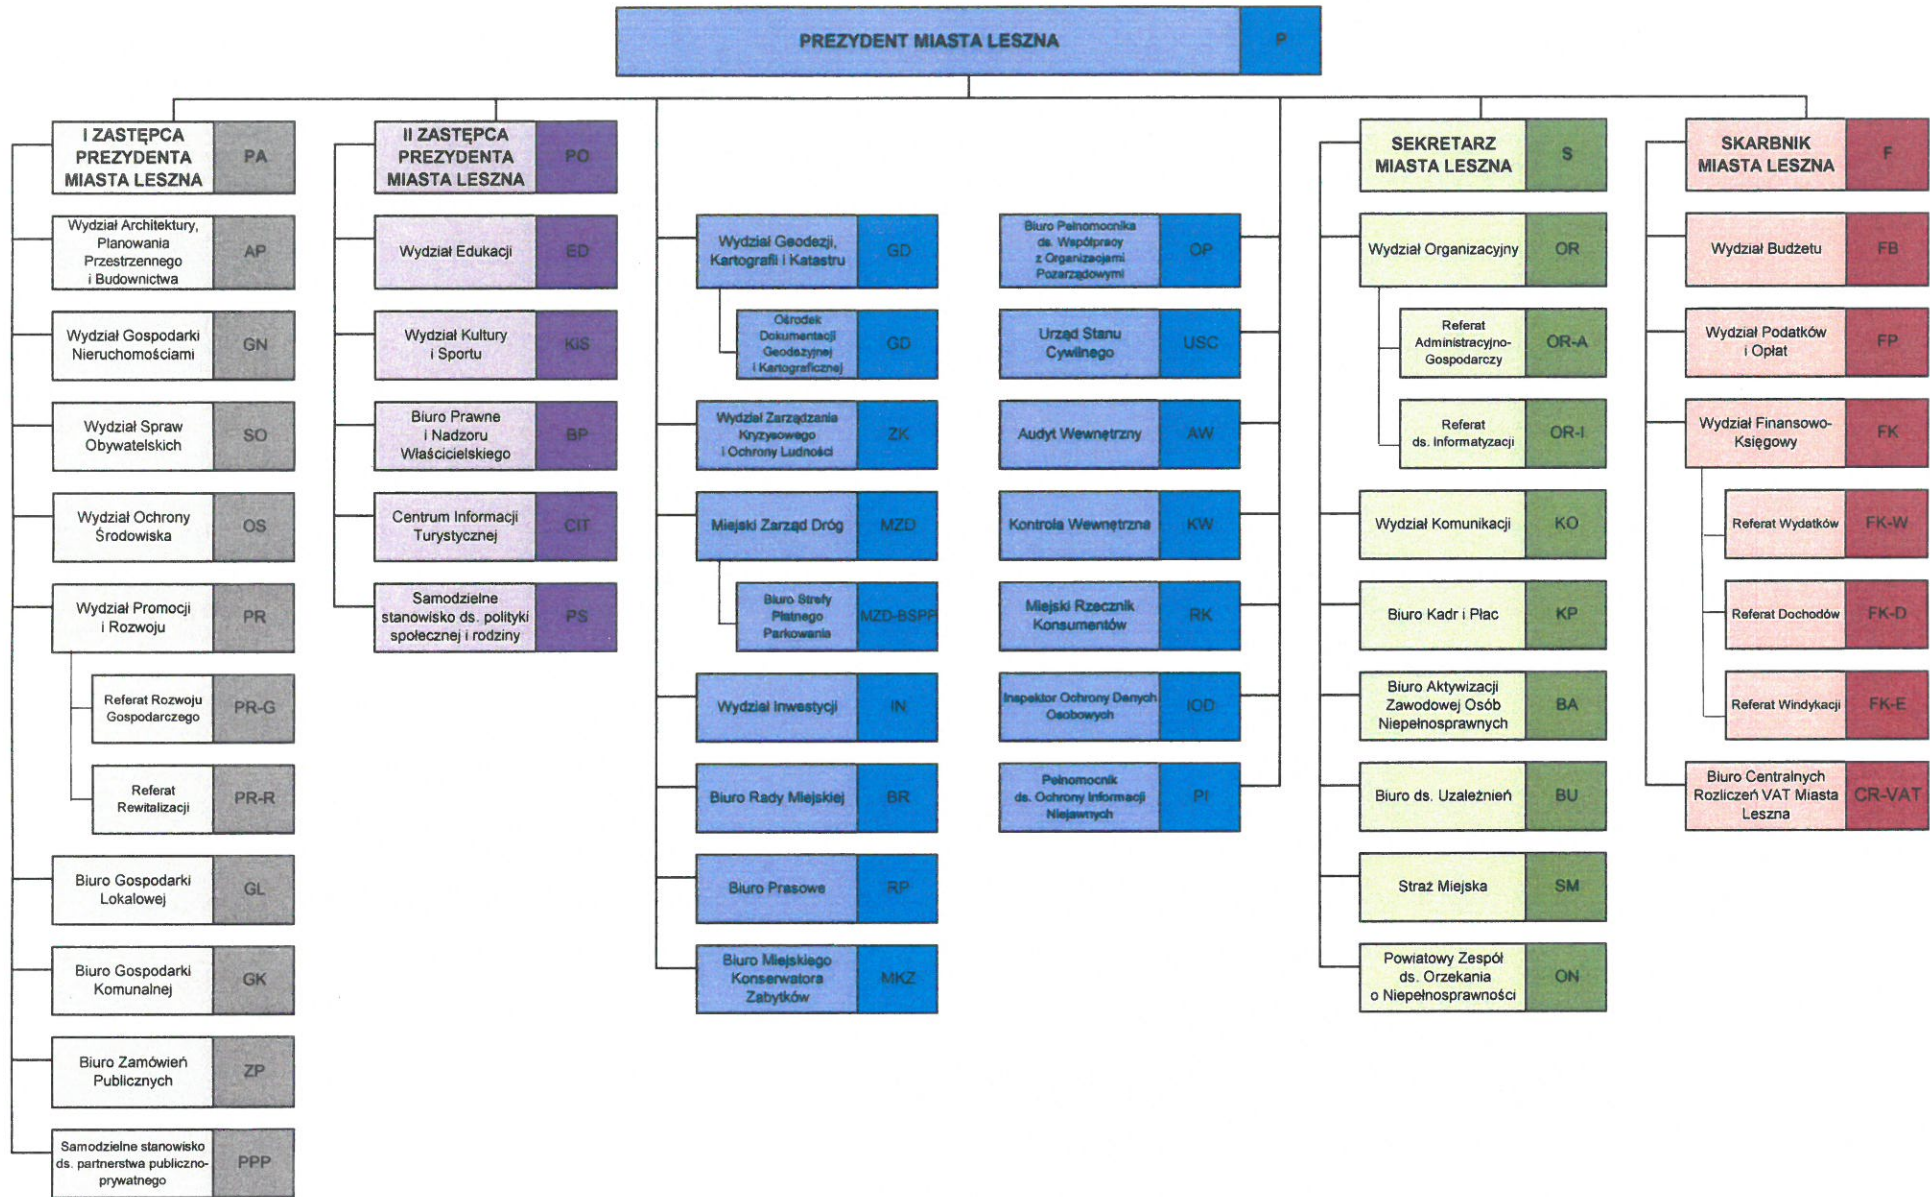 PREZYDENT MIASTA LESZNA
P
I ZASTĘPCA
PREZYDENTA
MIASTA LESZNA
PA
Wydział Architektury,
Planowania
Przestrzennego
i Budownictwa
AP
Wydział Gospodarki
Nieruchomościami
GN
Wydział Spraw
Obywatelskich
SO
Wydział Ochrony
Środowiska
OS
Wydział Promocji
i Rozwoju
PR
Referat Rozwoju
Gospodarczego
PR-G
Referat
Rewitalizacji
PR-R
Biuro Gospodarki
Lokalowej
GL
Biuro Gospodarki
Komunalnej
GK
Biuro Zamówień
Publicznych
ZP
Samodzielne stanowisko
ds. partnerstwa publiczno-
prywatnego
PPP
II ZASTĘPCA
PREZYDENTA
MIASTA LESZNA
PO
Wydział Edukacji
ED
Wydział Kultury
i Sportu
KiS
Biuro Prawne
i Nadzoru
Właścicielskiego
BP
Centrum Informacji
Turystycznej
CIT
Samodzielne
stanowisko ds. polityki
społecznej i rodziny
PS
Wydział Geodezji,
Kartografii i Katastru
GD
Ośrodek
Dokumentacji
Geodezyjnej
i Kartograficznej
GD
Wydział Zarządzania
Kryzysowego
i Ochrony Ludności
ZK
Miejski Zarząd Dróg
MZD
Biuro Strefy
Płatnego
Parkowania
MZD-BSPP
Wydział Inwestycji
IN
Biuro Rady Miejskiej
BR
Biuro Prasowe
RP
Biuro Miejskiego
Konserwatora
Zabytków
MKZ
Biuro Pełnomocnika
ds. Współpracy
z Organizacjami
Pozarządowymi
OP
Urząd Stanu
Cywilnego
USC
Audyt Wewnętrzny
AW
Kontrola Wewnętrzna
KW
Miejski Rzecznik
Konsumentów
RK
Inspektor Ochrony Danych
Osobowych
IOD
Pełnomocnik
ds. Ochrony Informacji
Niejawnych
PI
SEKRETARZ
MIASTA LESZNA
S
Wydział Organizacyjny
OR
Referat
Administracyjno-
Gospodarczy
OR-A
Referat
ds. Informatyzacji
OR-I
Wydział Komunikacji
KO
Biuro Kadr i Płac
KP
Biuro Aktywizacji
Zawodowej Osób
Niepełnosprawnych
BA
Biuro ds. Uzależnień
BU
Straż Miejska
SM
Powiatowy Zespół
ds. Orzekania
o Niepełnosprawności
ON
SKARBNIK
MIASTA LESZNA
F
Wydział Budżetu
FB
Wydział Podatków
i Opłat
FP
Wydział Finansowo-
Księgowy
FK
Referat Wydatków
FK-W
Referat Dochodów
FK-D
Referat Windykacji
FK-E
Biuro Centralnych
Rozliczeń VAT Miasta
Leszna
CR-VAT